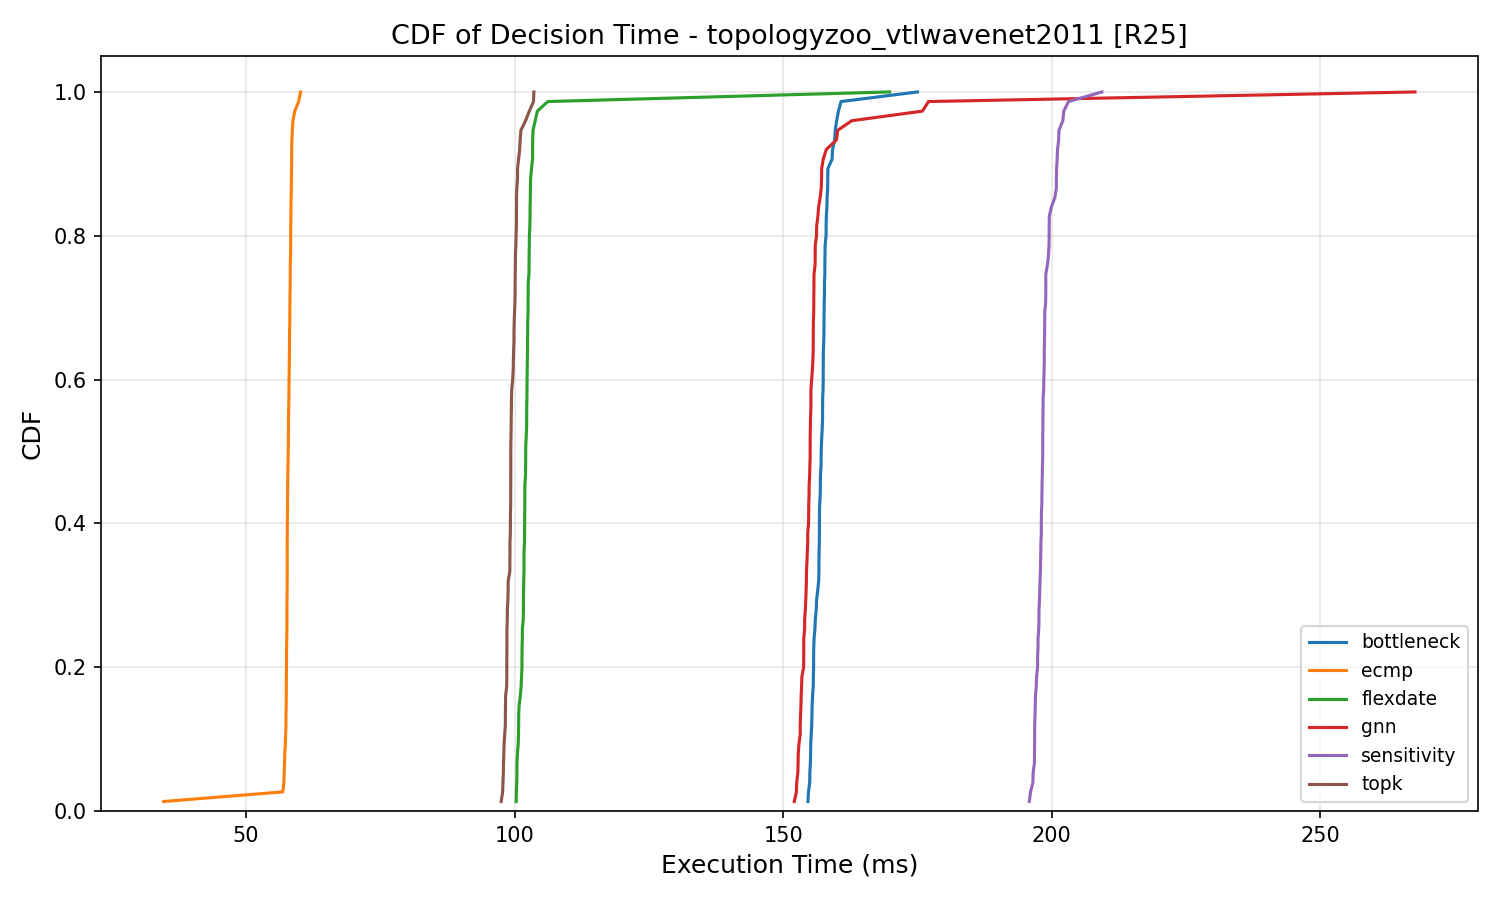 CDF of Decision Time - topologyzoo_vtlwavenet2011 [R25]
CDF
1.0
0.8
0.6
0.4
0.2
0.0
50
100
150
200
250
Execution Time (ms)
bottleneck
ecmp
flexdate
gnn
sensitivity
topk